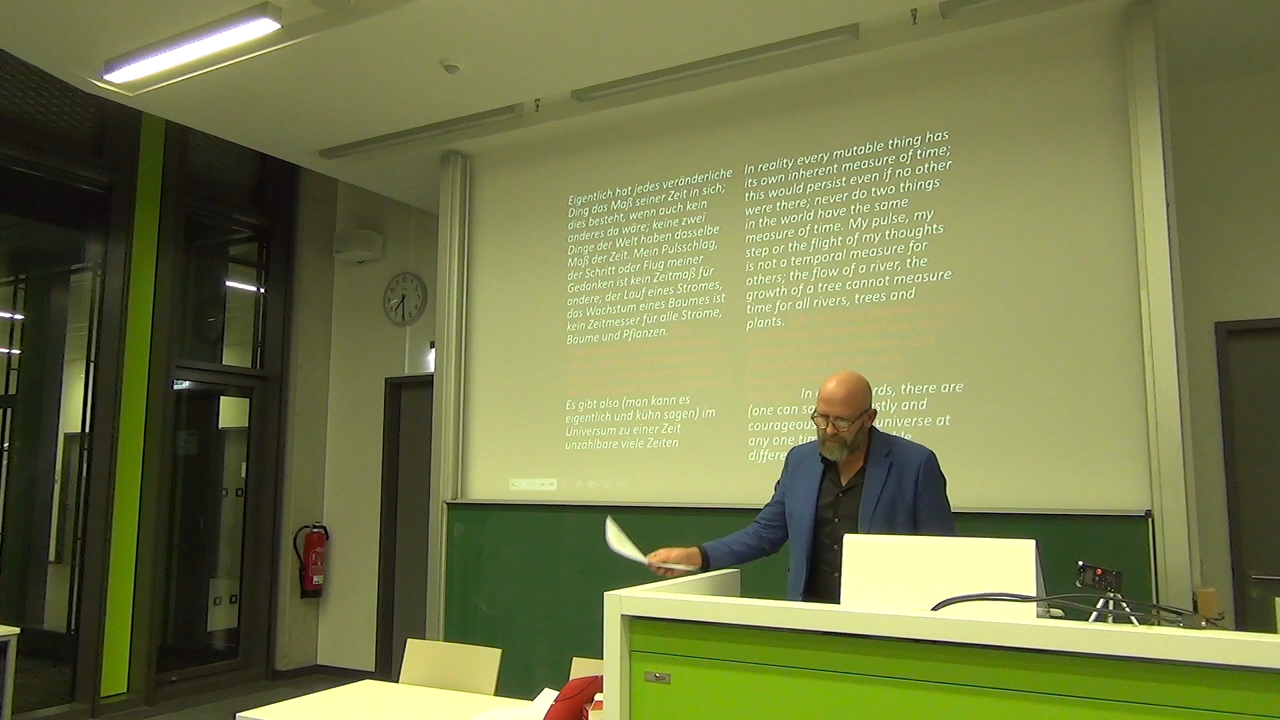 Eigentlich hat jedes veränderliche
Ding das Maß seiner Zeit in sich;
dies besteht, wenn auch kein
anderes da wäre; keine zwei
Dinge der Welt haben dasselbe
Maß der Zeit. Mein Pulsschlag,
der Schritt oder Flug meiner
Gedanken ist kein Zeitmaß für
andere, der Lauf eines Stromes,
das Wachstum eines Baumes ist
kein Zeitmesser für alle Ströme,
Bäume und Pflanzen.
Es gibt also (man kann es
eigentlich und kühn sagen) im
Universum zu einer Zeit
unzählbare viele Zeiten
In reality every mutable thing has
its own inherent measure of time;
this would persist even if no other
were there; never do two things
in the world have the same
measure of time. My pulse, my
step or the flight of my thoughts
is not a temporal measure for
others; the flow of a river, the
growth of a tree cannot measure
time for all rivers, trees and
plants.
In rds, there are
(one can sa stly and
courageous universe at
any one tim
differe